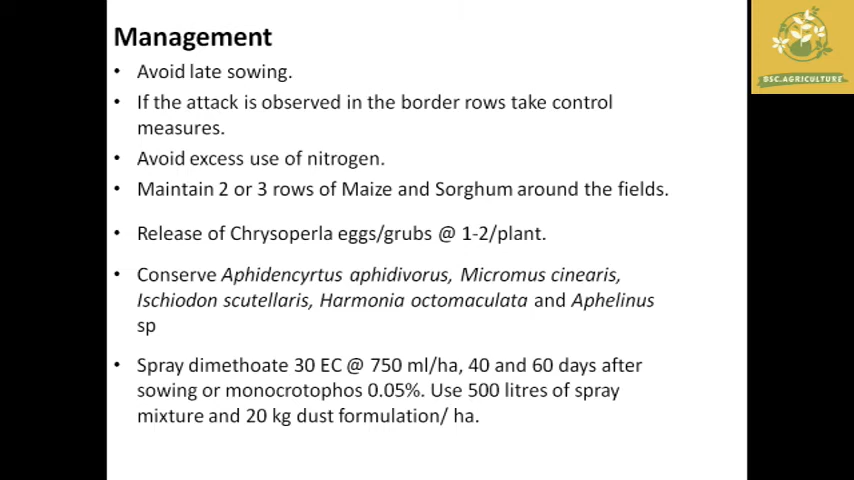 Management
• Avoid late sowing.
• If the attack is observed in the border rows take control
measures.
• Avoid excess use of nitrogen.
• Maintain 2 or 3 rows of Maize and Sorghum around the fields.
• Release of Chrysoperla eggs/grubs @ 1-2/plant.
• Conserve Aphidencyrtus aphidivorus, Micromus cinearis,
Ischiodon scutellaris, Harmonia octomaculata and Aphelinus
sp
• Spray dimethoate 30 EC @ 750 ml/ha, 40 and 60 days after
sowing or monocrotophos 0.05%. Use 500 litres of spray
mixture and 20 kg dust formulation/ ha.
BSC.AGRICULTURE